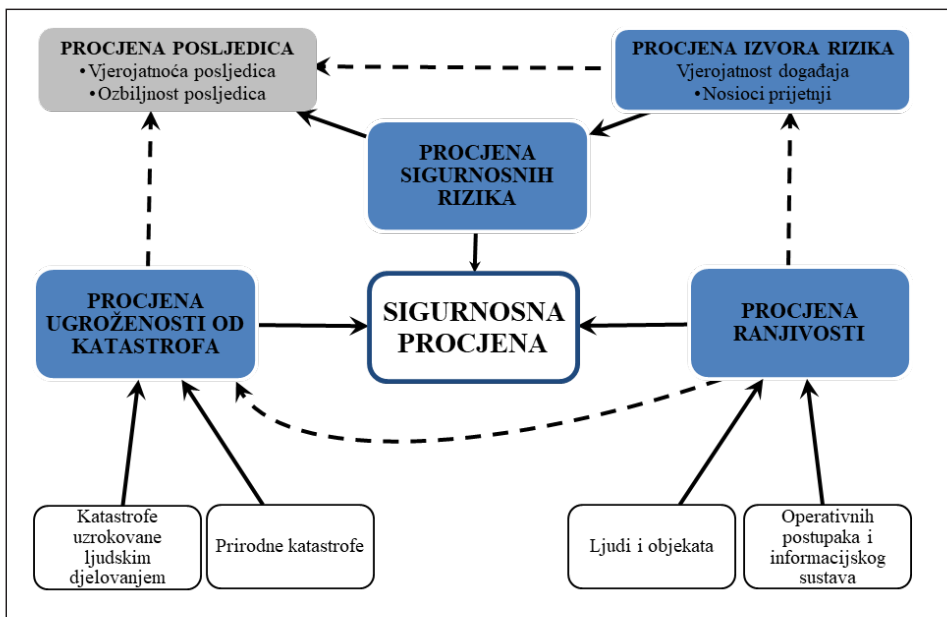 PROCJENA POSLJEDICA
•Vjerojatnoća posljedica
•Ozbiljnost posljedica
PROCJENA IZVORA RIZIKA
Vjerojatnost događaja
•Nosioci prijetnji
PROCJENA
SIGURNOSNIH
RIZIKA
PROCJENA
UGROŽENOSTI OD
KATASTROFA
SIGURNOSNA
PROCJENA
PROCJENA
RANJIVOSTI
Katastrofe
uzrokovane
ljudskim
djelovanjem
Prirodne katastrofe
Ljudi i objekata
Operativnih
postupaka i
informacijskog
sustava